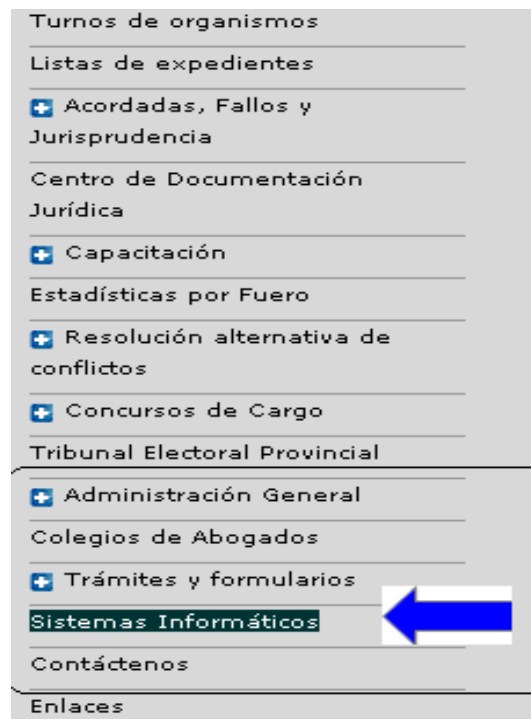 Turnos de organismos
Listas de expedientes
Acordadas, Fallos y
Jurisprudencia
Centro de Documentación
Jurídica
Capacitación
Estadísticas por Fuero
Resolución alternativa de
conflictos
Concursos de Cargo
Tribunal Electoral Provincial
Administración General
Colegios de Abogados
Trámites y formularios
Sistemas Informáticos
Contáctenos
Enlaces